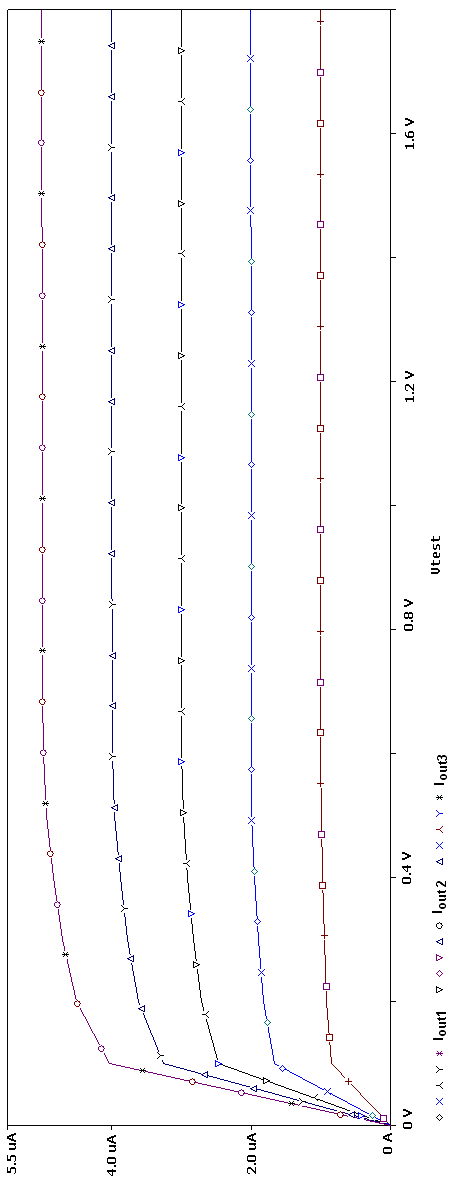 5.5 uA
4.0 uA
2.0 uA
0 A
0 V
0.4 V
0.8 V
1.2 V
1.6 V
Vtest
Iout1
Iout2
Iout3